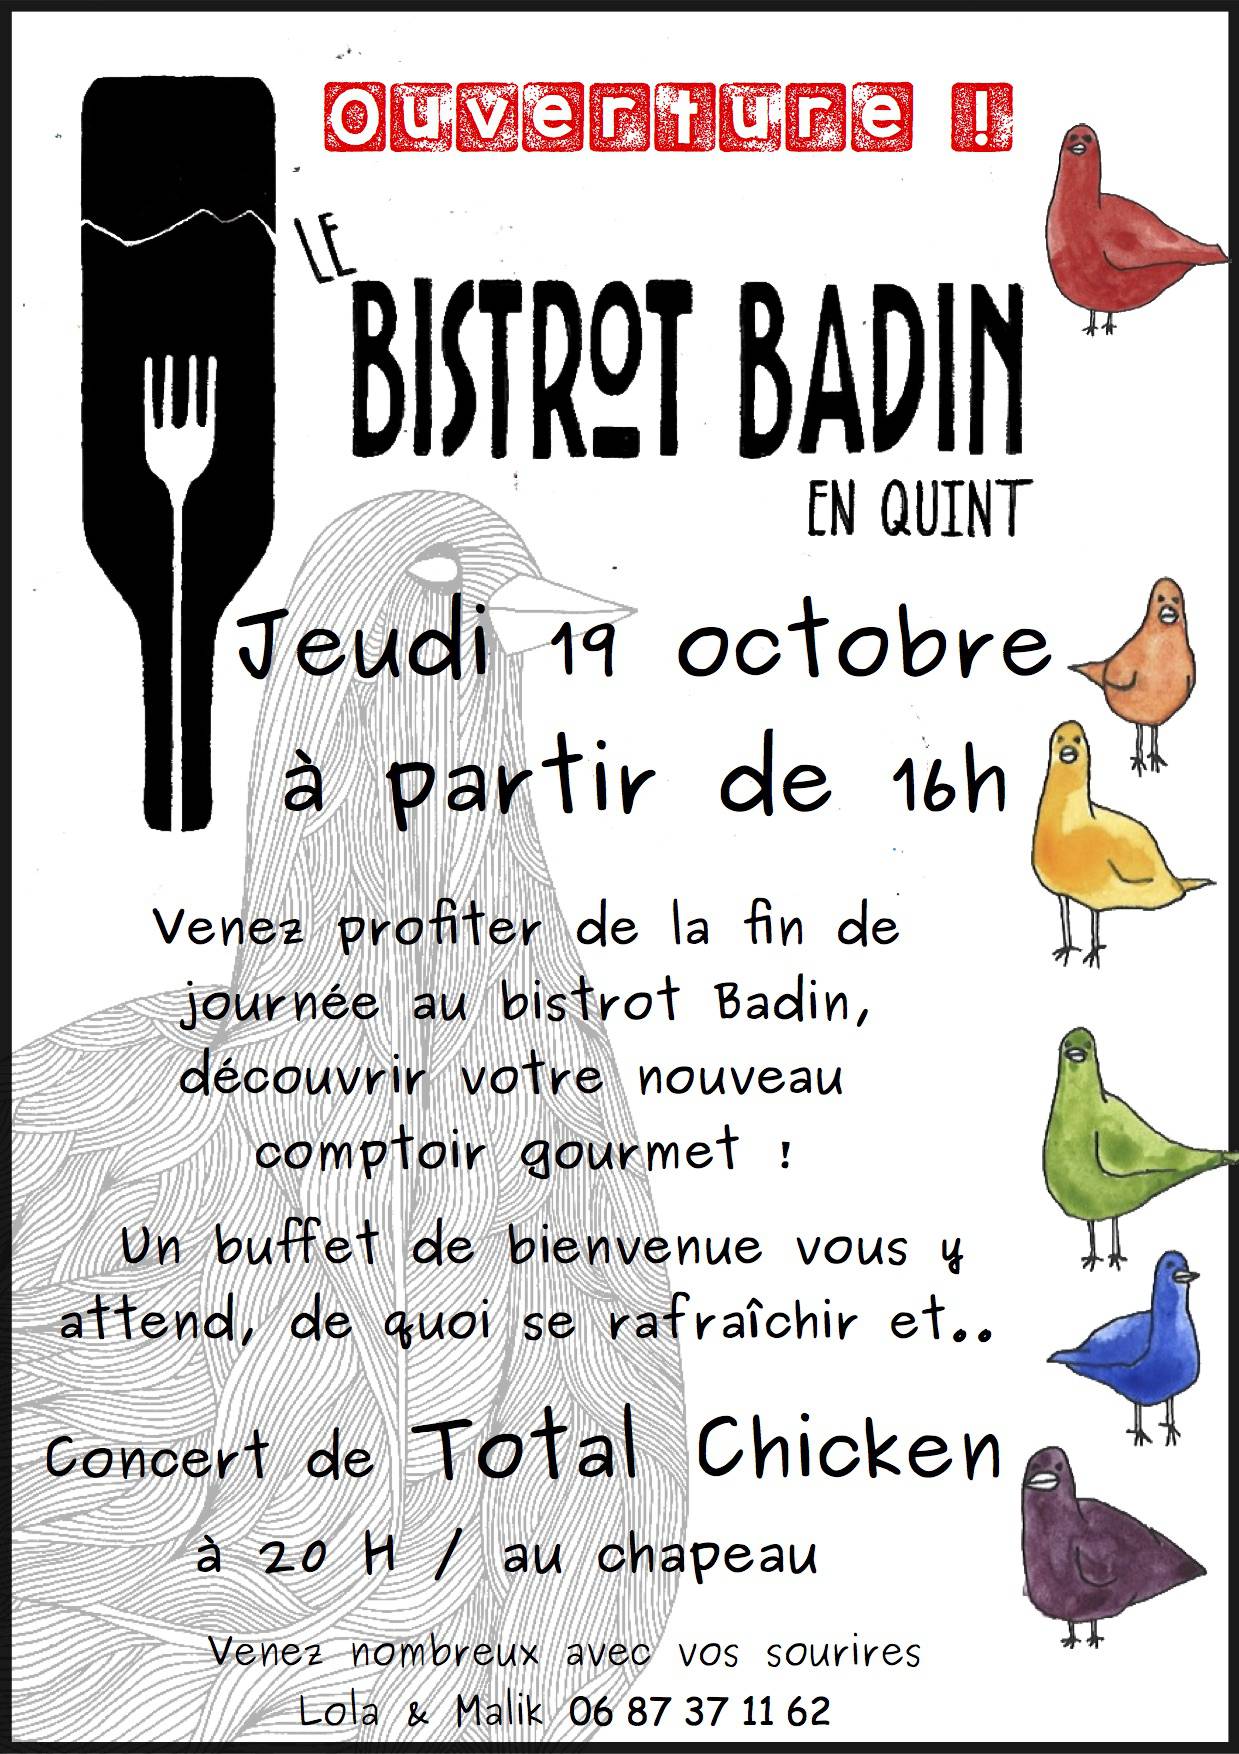 Ouverture !
LE
BISTROT BADIN
EN QUINT
Jeudi 19 octobre
à partir de 16h
Venez profiter de la fin de
journée au bistrot Badin,
découvrir votre nouveau
comptoir gourmet !
Un buffet de bienvenue vous y
attend, de quoi se rafraîchir et..
Concert de Total Chicken
à 20 H / au chapeau
Venez nombreux avec vos sourires
Lola & Malik 06 87 37 11 62